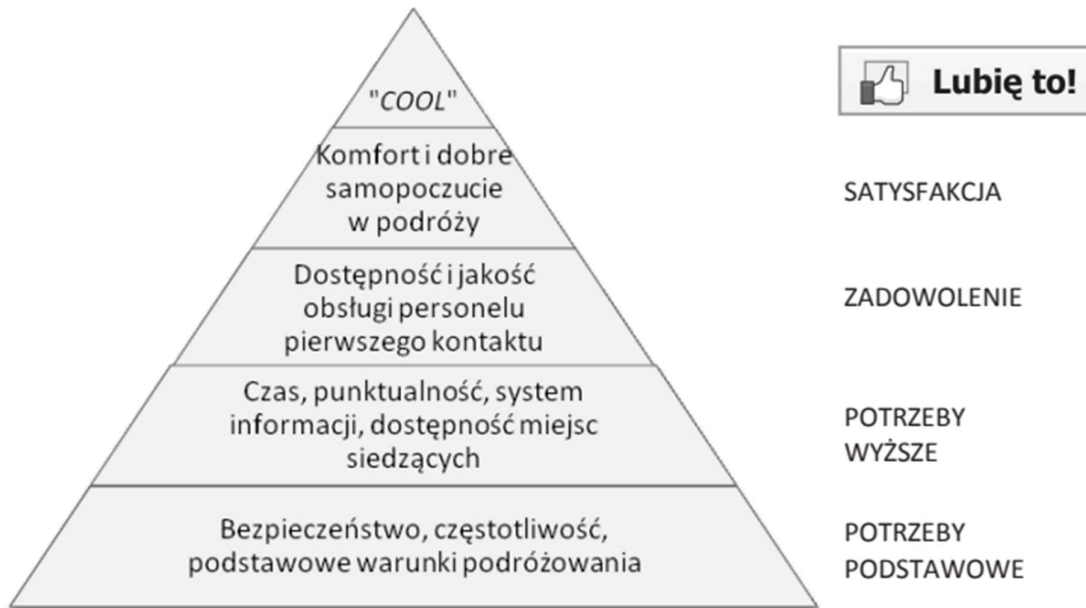 "COOL"
Lubię to!
Komfort i dobre
samopoczucie
w podróży
SATYSFAKCJA
Dostępność i jakość
obsługi personelu
pierwszego kontaktu
ZADOWOLENIE
Czas, punktualność, system
informacji, dostępność miejsc
siedzących
POTRZEBY
WYŻSZE
Bezpieczeństwo, częstotliwość,
podstawowe warunki podróżowania
POTRZEBY
PODSTAWOWE